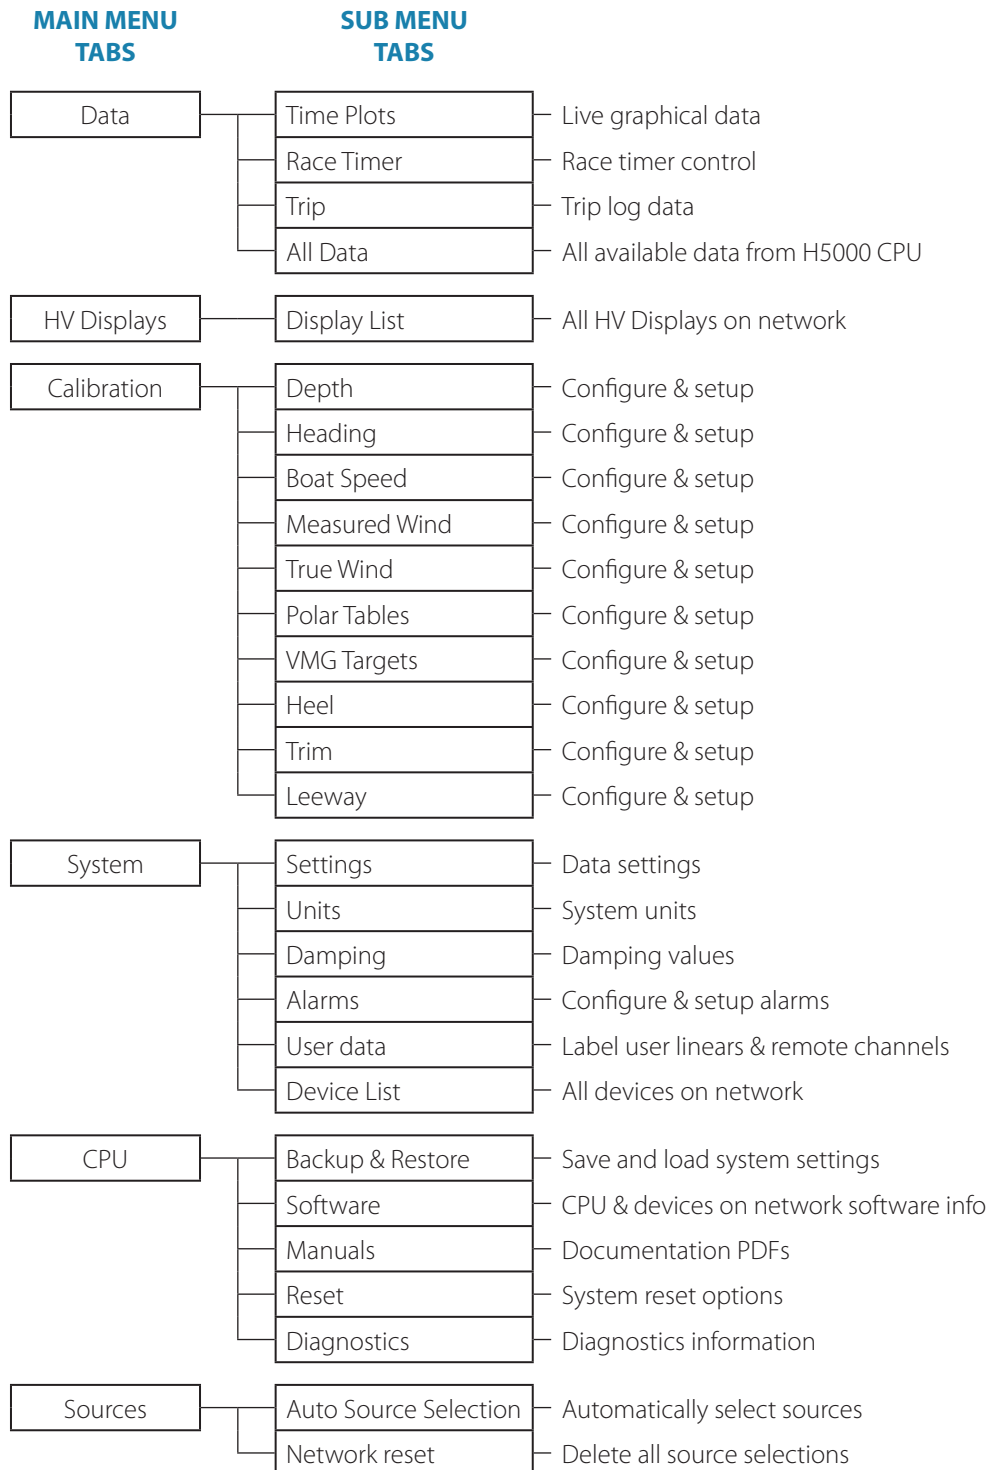 MAIN MENU TABS
SUB MENU TABS
Data
Time Plots
Live graphical data
Race Timer
Race timer control
Trip
Trip log data
All Data
All available data from H5000 CPU
HV Displays
Display List
All HV Displays on network
Calibration
Depth
Configure & setup
Heading
Configure & setup
Boat Speed
Configure & setup
Measured Wind
Configure & setup
True Wind
Configure & setup
Polar Tables
Configure & setup
VMG Targets
Configure & setup
Heel
Configure & setup
Trim
Configure & setup
Leeway
Configure & setup
System
Settings
Data settings
Units
System units
Damping
Damping values
Alarms
Configure & setup alarms
User data
Label user linears & remote channels
Device List
All devices on network
CPU
Backup & Restore
Save and load system settings
Software
CPU & devices on network software info
Manuals
Documentation PDFs
Reset
System reset options
Diagnostics
Diagnostics information
Sources
Auto Source Selection
Automatically select sources
Network reset
Delete all source selections